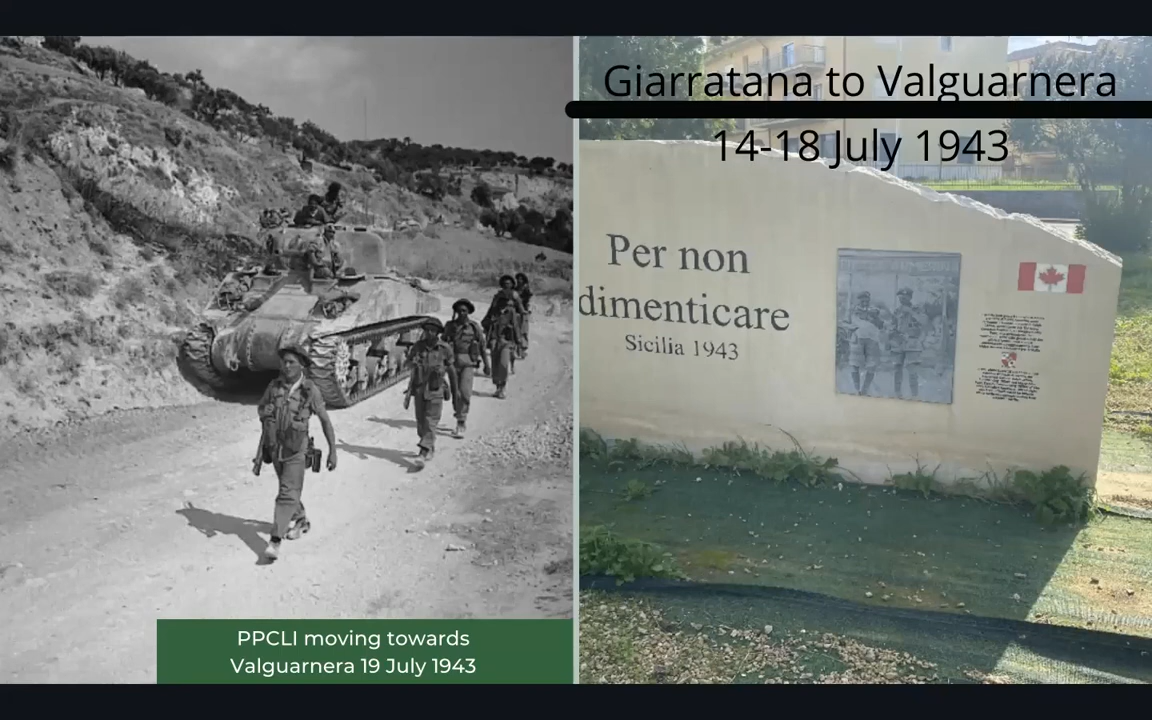 Giarratana to Valguarnera
14-18 July 1943
Per non
dimenticare
Sicilia 1943
PPCLI moving towards
Valguarnera 19 July 1943